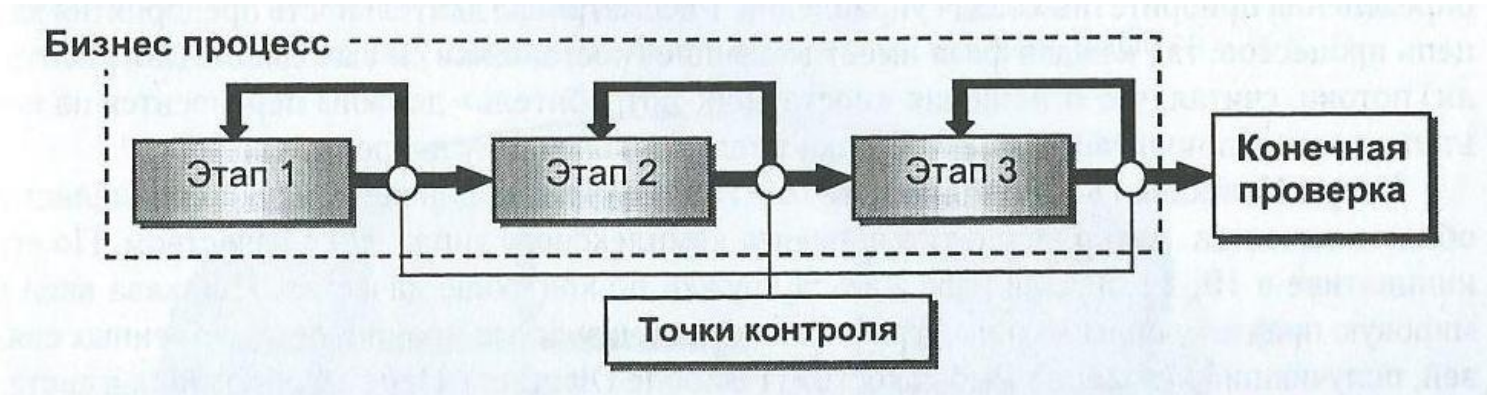 Бизнес процесс
Этап 1
Этап 2
Этап 3
Конечная
проверка
Точки контроля